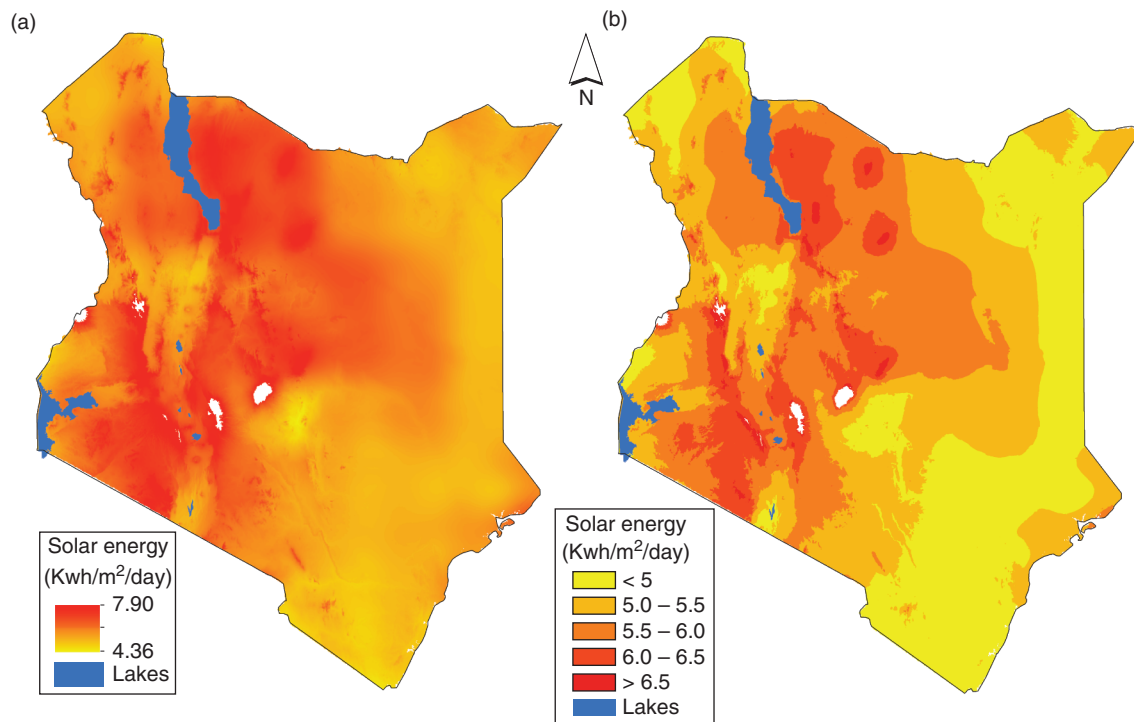 (a)
(b)
N
Solar energy
(Kwh/m²/day)
7.90
4.36
Lakes
Solar energy
(Kwh/m²/day)
< 5
5.0 – 5.5
5.5 – 6.0
6.0 – 6.5
> 6.5
Lakes